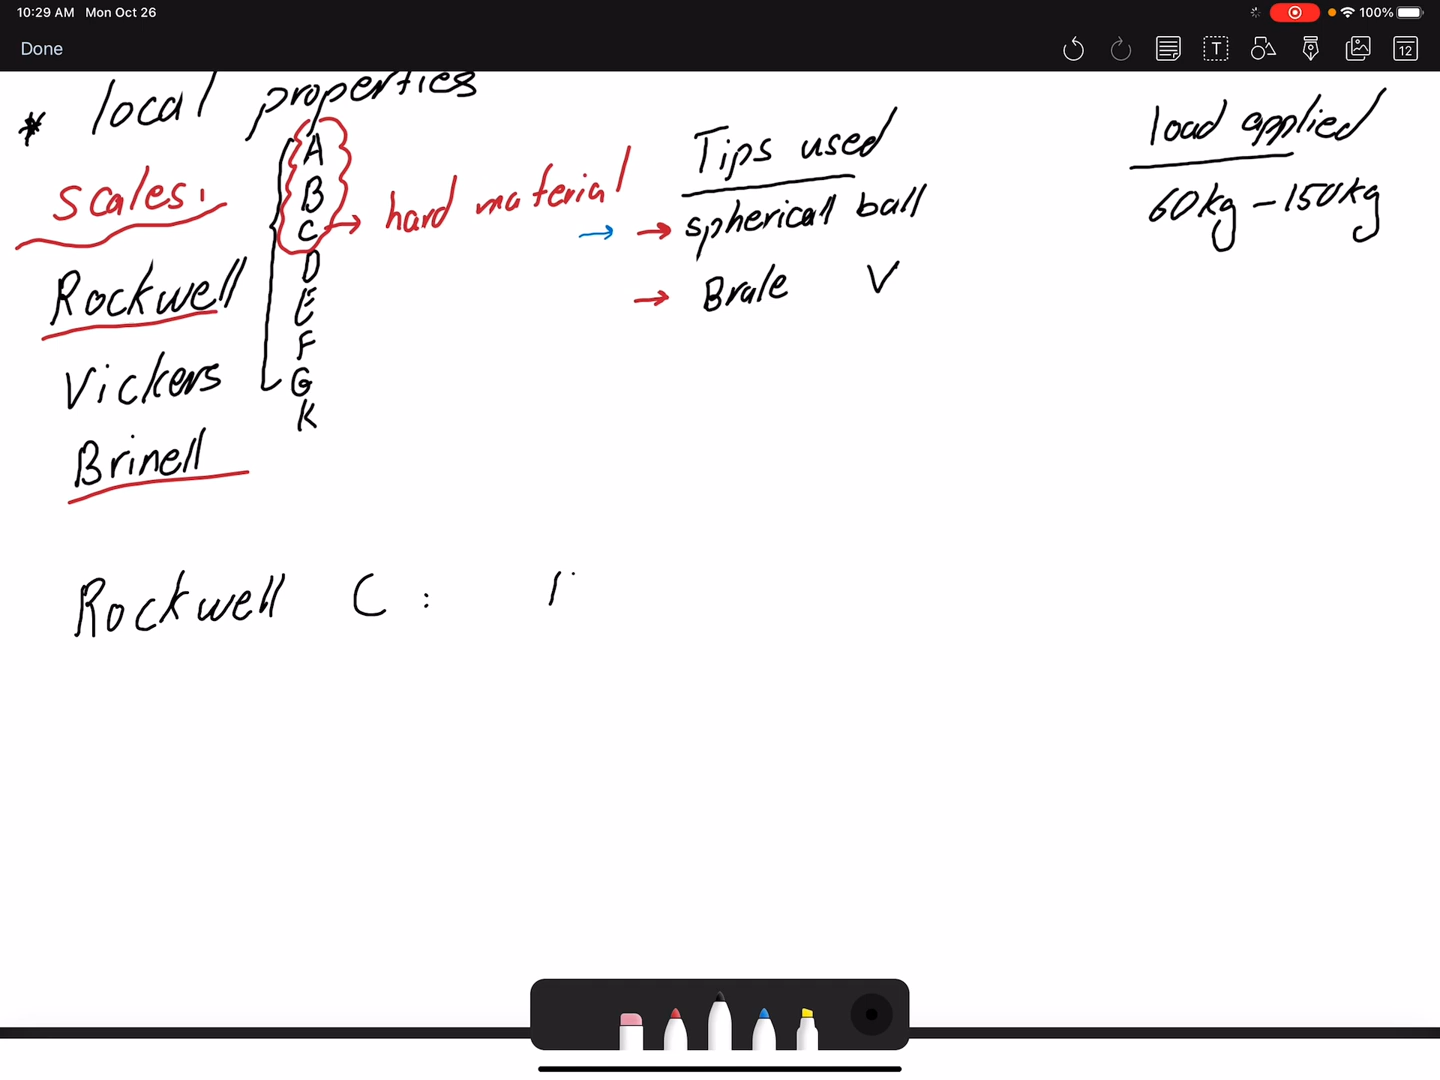 10:29 AM Mon Oct 26 100%
Done T 12
* local properties
scales.
A
B
C → hard material
D
E
F
G
K
Rockwell
Vickers
Brinell
Tips used
→ → spherical ball
→ Brale V
load applied
60kg - 150kg
Rockwell C :